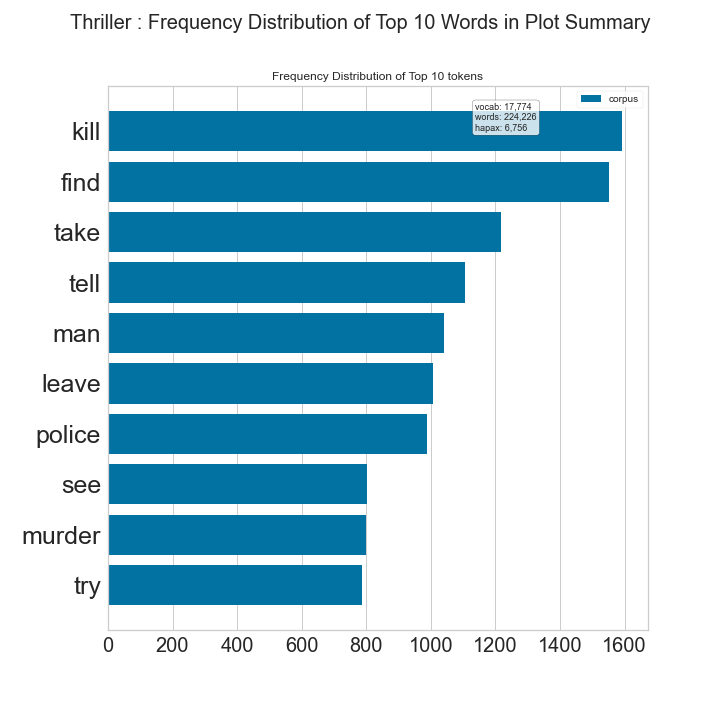 Thriller : Frequency Distribution of Top 10 Words in Plot Summary
Frequency Distribution of Top 10 tokens
vocab: 17,774
words: 224,226
hapax: 6,756
corpus
kill
find
take
tell
man
leave
police
see
murder
try
0 200 400 600 800 1000 1200 1400 1600